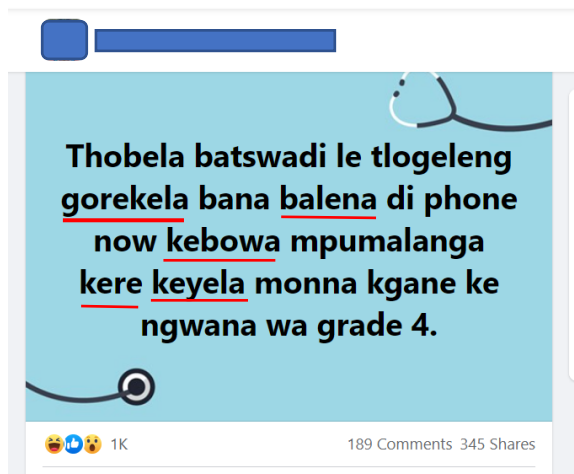 Thobela batswadi le tlogeleng
gorekela bana balena di phone
now kebowa mpumalanga
kere keyela monna kgane ke
ngwana wa grade 4.
1K
189 Comments 345 Shares